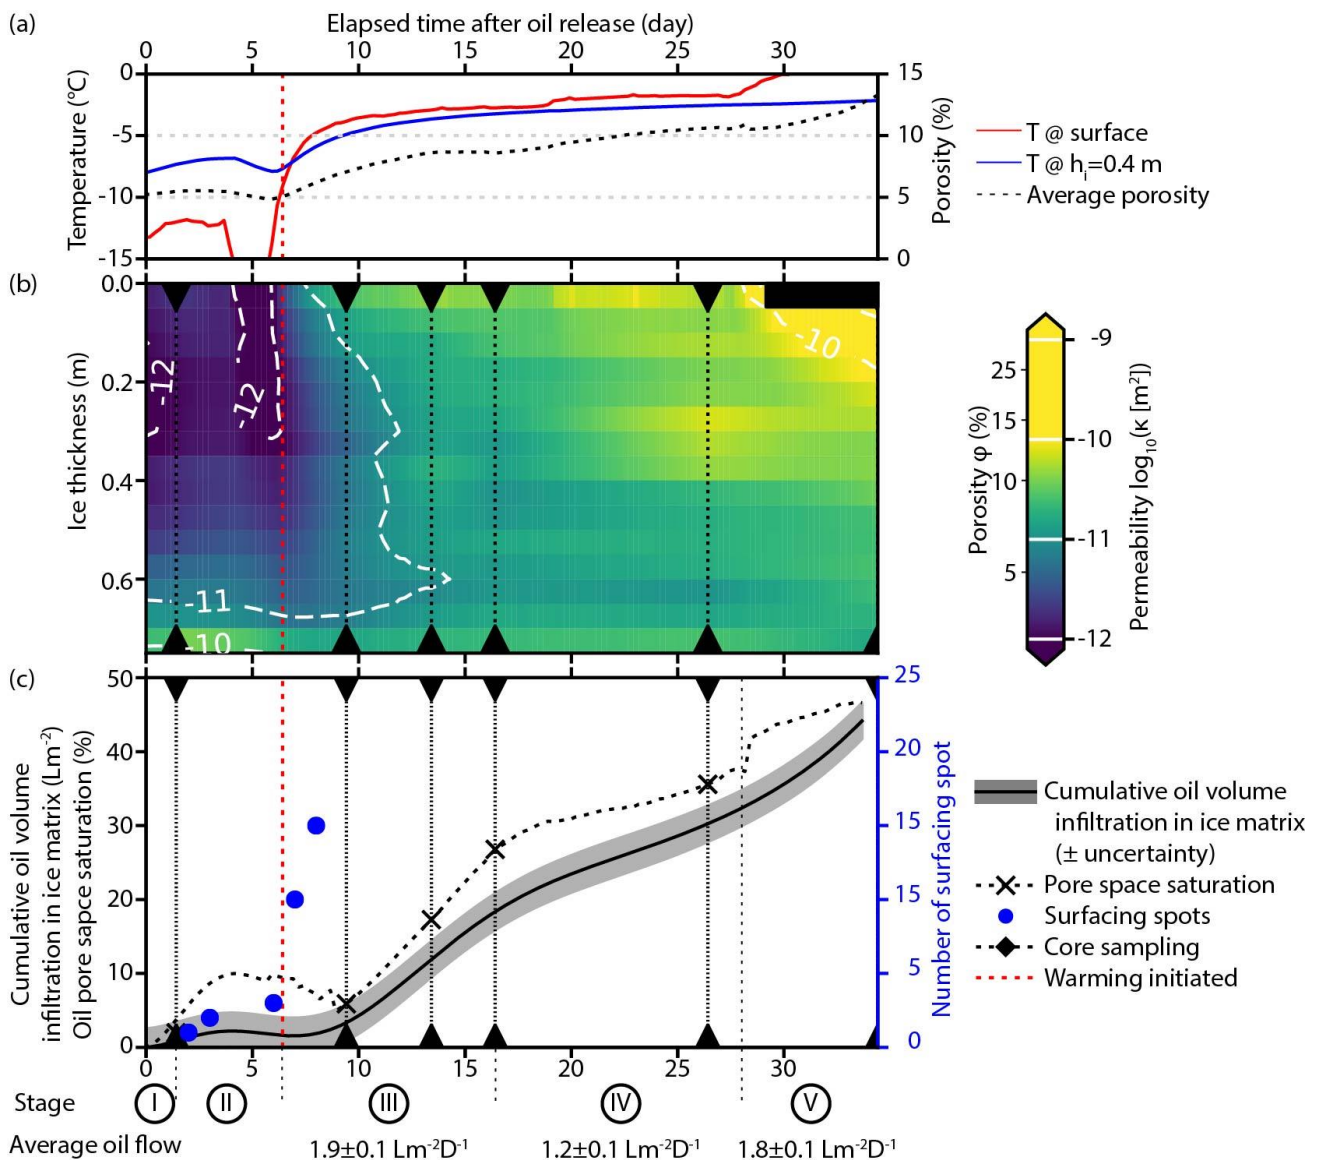 (a)
Elapsed time after oil release (day)
0 5 10 15 20 25 30
Temperature (°C)
0
-5
-10
-15
15
10
5
0
Porosity (%)
T @ surface
T @ hᵢ=0.4 m
Average porosity
(b)
Ice thickness (m)
0.0
0.2
0.4
0.6
-12
-12
-11
-10
-10
Porosity φ (%)
25
15
10
5
-9
-10
-11
-12
Permeability log₁₀(κ [m²])
(c)
Cumulative oil volume
infiltration in ice matrix (Lm⁻²)
Oil pore sapce saturation (%)
50
40
30
20
10
0
25
20
15
15
5
0
Number of surfacing spot
0 5 10 15 20 25 30
Cumulative oil volume
infiltration in ice matrix
(± uncertainty)
Pore space saturation
Surfacing spots
Core sampling
Warming initiated
Stage I II III IV V
Average oil flow 1.9±0.1 Lm⁻²D⁻¹ 1.2±0.1 Lm⁻²D⁻¹ 1.8±0.1 Lm⁻²D⁻¹